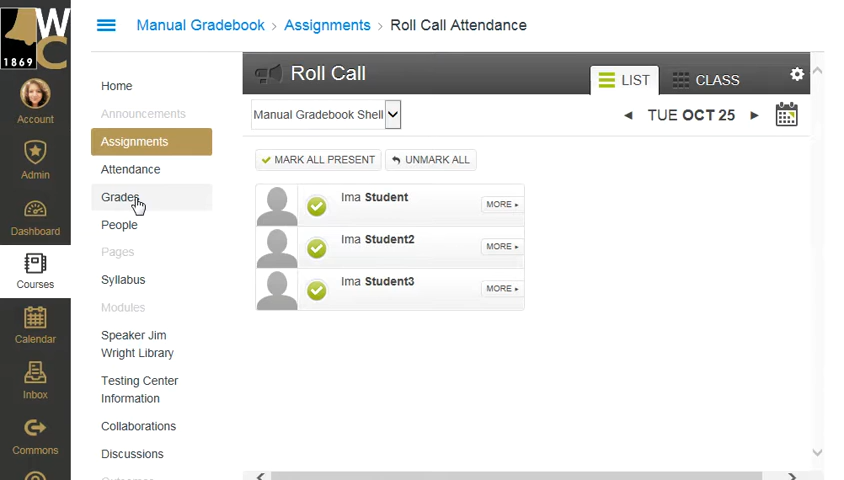 W
C
1869
Account
Admin
Dashboard
Courses
Calendar
Inbox
Commons
Manual Gradebook > Assignments > Roll Call Attendance
Home
Announcements
Assignments
Attendance
Grades
People
Pages
Syllabus
Modules
Speaker Jim
Wright Library
Testing Center
Information
Collaborations
Discussions
Roll Call
LIST
CLASS
Manual Gradebook Shell
TUE OCT 25
MARK ALL PRESENT
UNMARK ALL
Ima Student
MORE
Ima Student2
MORE
Ima Student3
MORE